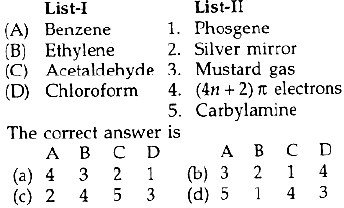 List-I List-II
(A) Benzene 1. Phosgene
(B) Ethylene 2. Silver mirror
(C) Acetaldehyde 3. Mustard gas
(D) Chloroform 4. (4n + 2) π electrons
5. Carbylamine
The correct answer is
A B C D A B C D
(a) 4 3 2 1 (b) 3 2 1 4
(c) 2 4 5 3 (d) 5 1 4 3